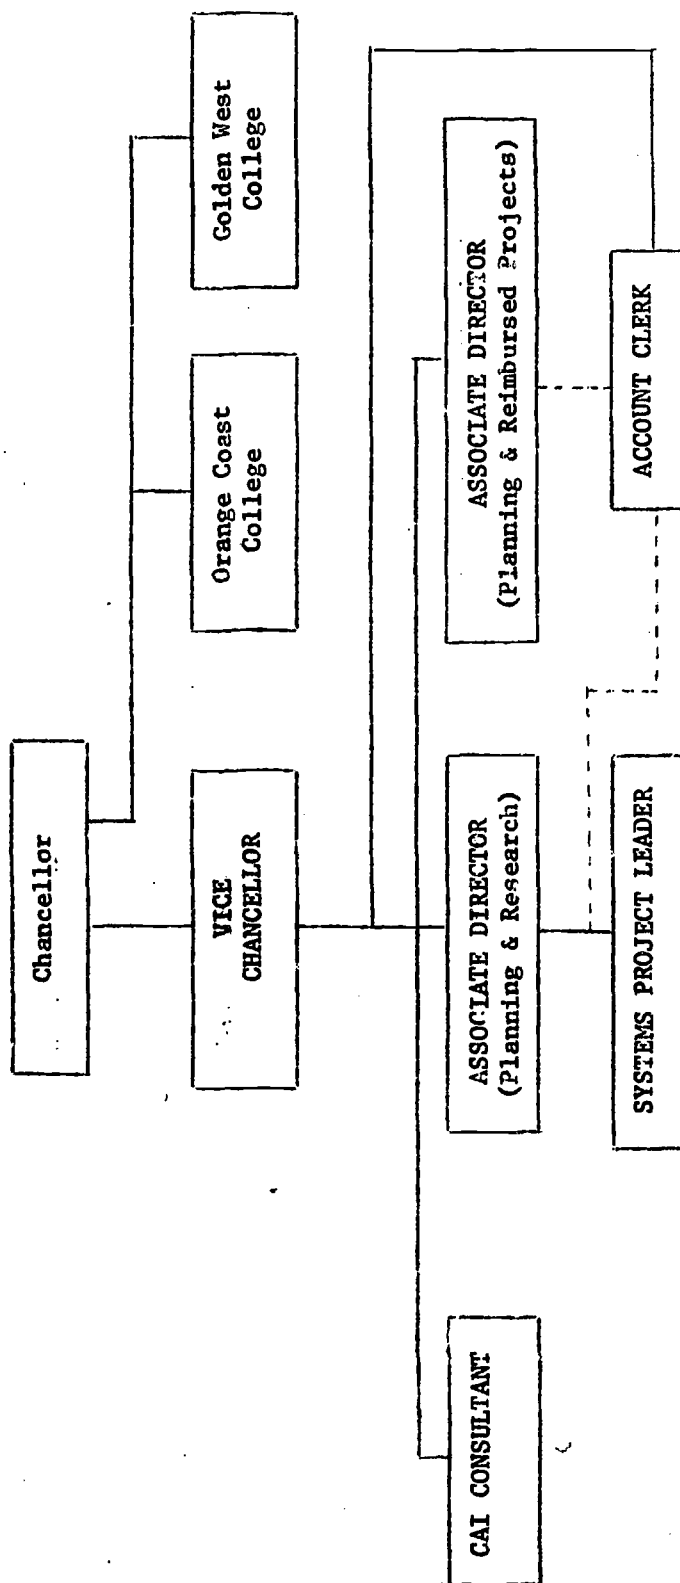 Chancellor
VICE
CHANCELLOR
Orange Coast
College
Golden West
College
CAI CONSULTANT
ASSOCIATE DIRECTOR
(Planning & Research)
ASSOCIATE DIRECTOR
(Planning & Reimbursed Projects)
SYSTEMS PROJECT LEADER
ACCOUNT CLERK